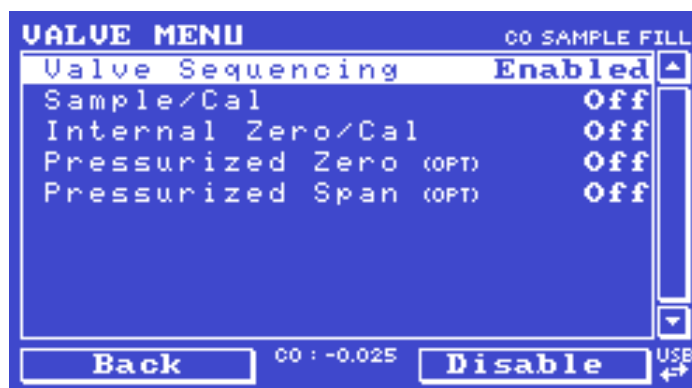 VALVE MENU CO SAMPLE FILL
Valve Sequencing Enabled
Sample/Cal Off
Internal Zero/Cal Off
Pressurized Zero (OPT) Off
Pressurized Span (OPT) Off
Back CO:-0.025 Disable USB